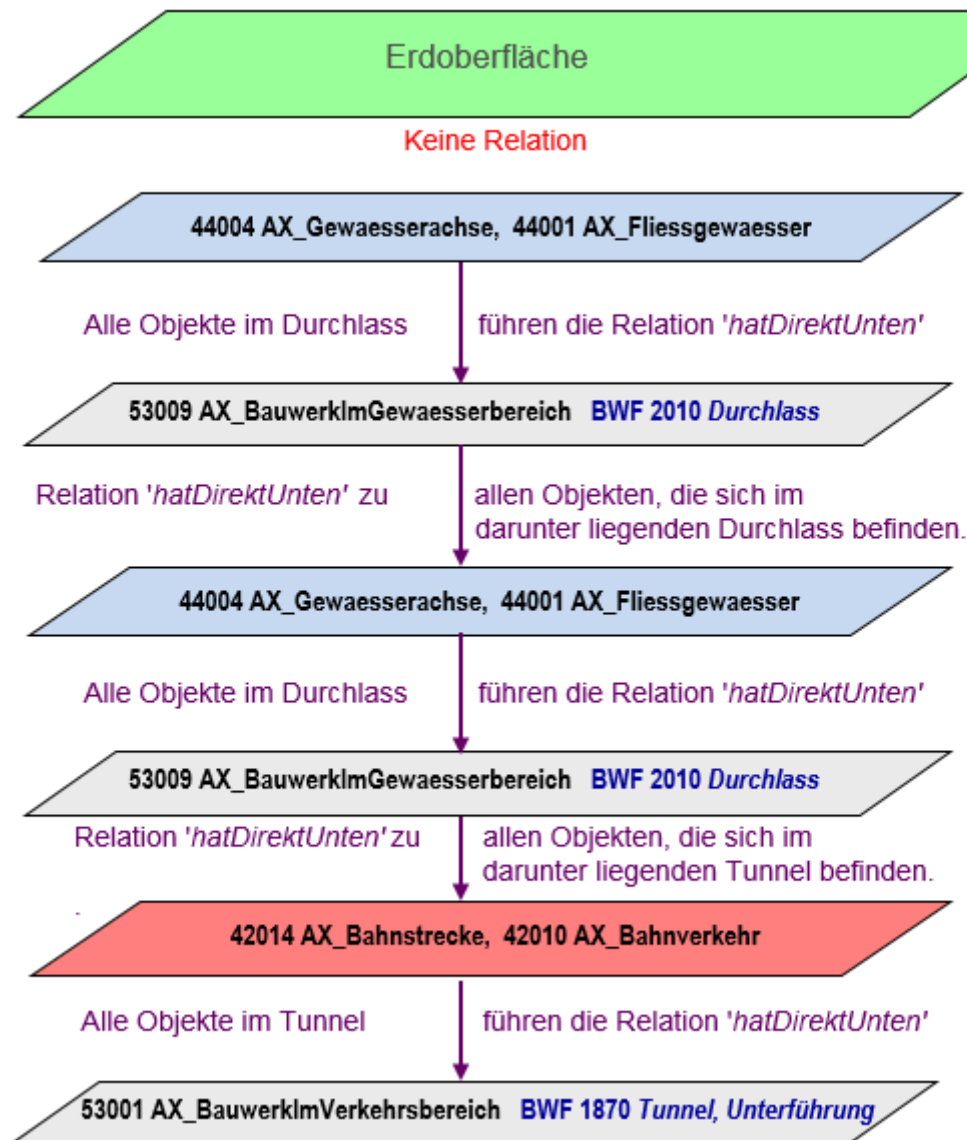 Erdoberfläche
Keine Relation
44004 AX_Gewaesserachse, 44001 AX_Fliessgewaesser
Alle Objekte im Durchlass führen die Relation 'hatDirektUnten'
53009 AX_BauwerkImGewaesserbereich BWF 2010 Durchlass
Relation 'hatDirektUnten' zu allen Objekten, die sich im
darunter liegenden Durchlass befinden.
44004 AX_Gewaesserachse, 44001 AX_Fliessgewaesser
Alle Objekte im Durchlass führen die Relation 'hatDirektUnten'
53009 AX_BauwerkImGewaesserbereich BWF 2010 Durchlass
Relation 'hatDirektUnten' zu allen Objekten, die sich im
darunter liegenden Tunnel befinden.
.
42014 AX_Bahnstrecke, 42010 AX_Bahnverkehr
Alle Objekte im Tunnel führen die Relation 'hatDirektUnten'
53001 AX_BauwerkImVerkehrsbereich BWF 1870 Tunnel, Unterführung